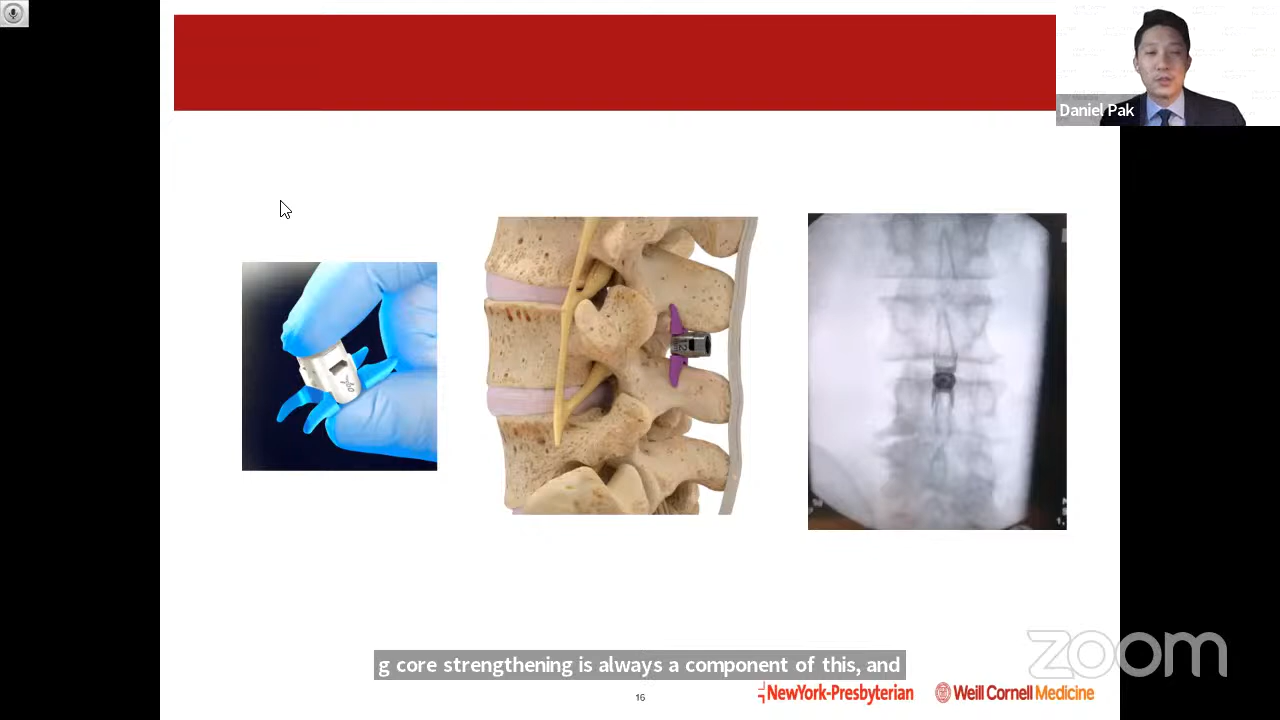 Daniel Pak
g core strengthening is always a component of this, and
zoom
16
NewYork-Presbyterian
Weill Cornell Medicine